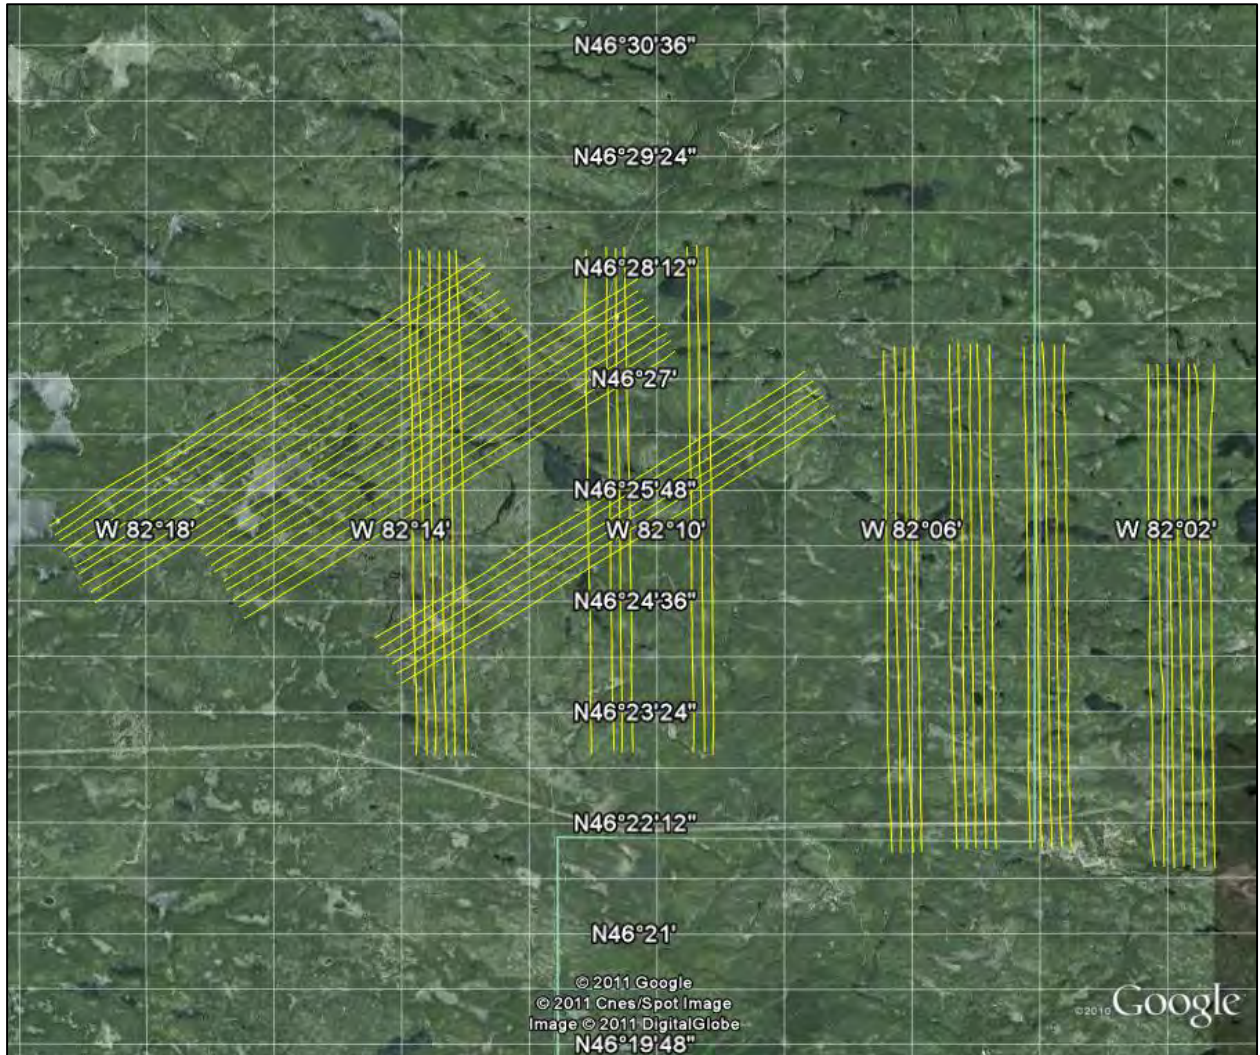 N46°30'36"
N46°29'24"
N46°28'12"
N46°27'
N46°25'48"
W 82°18'
W 82°14'
W 82°10'
W 82°06'
W 82°02'
N46°24'36"
N46°23'24"
N46°22'12"
N46°21'
© 2011 Google
© 2011 Cnes/Spot Image
Image © 2011 DigitalGlobe
©2010 Google
N46°19'48"